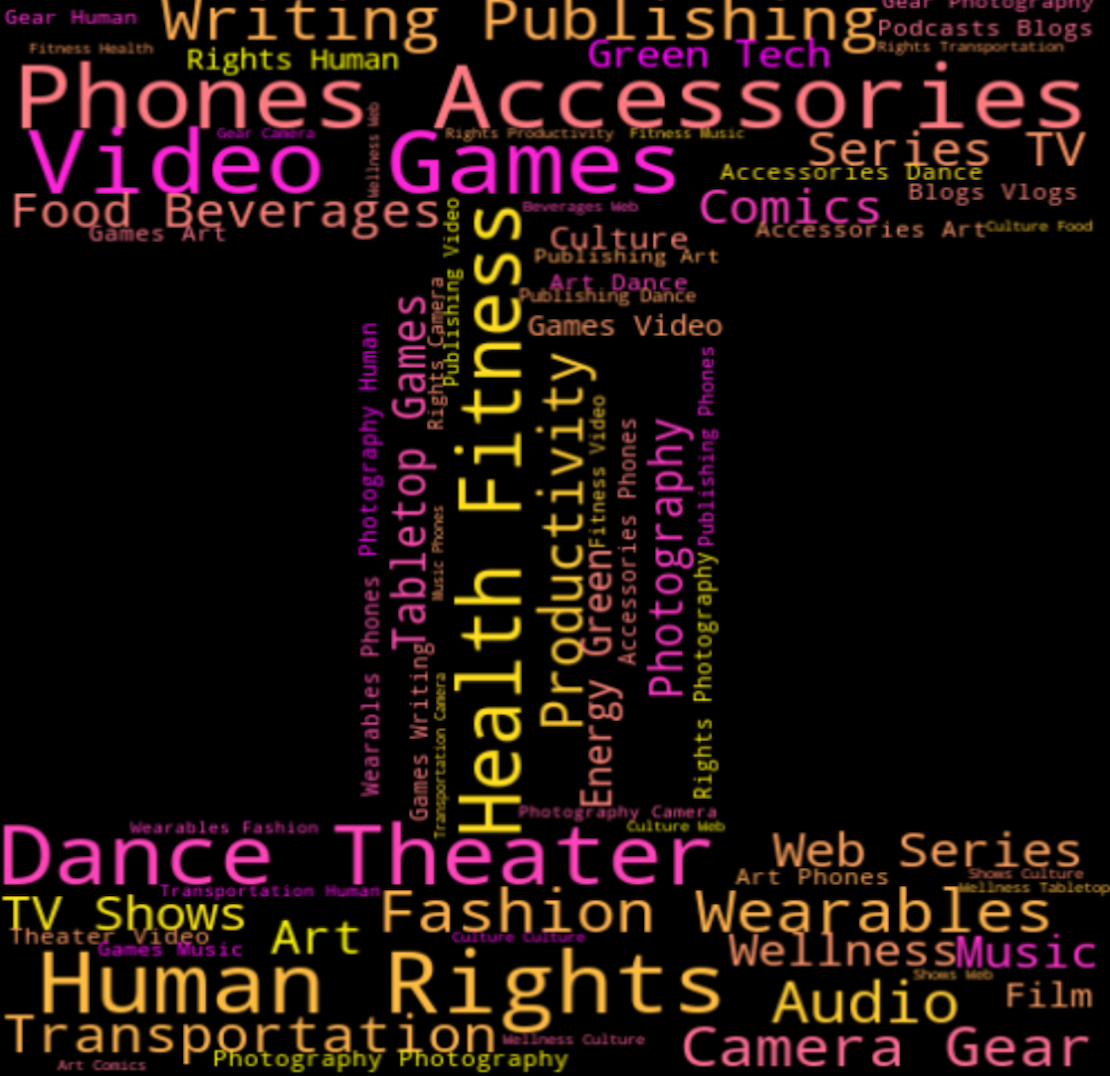 Gear Human
Writing Publishing
Gear Photography
Podcasts Blogs
Fitness Health
Rights Human
Green Tech
Rights Transportation
Phones Accessories
Wellness Web
Gear Camera
Rights Productivity
Fitness Music
Video Games
Series TV
Accessories Dance
Blogs Vlogs
Food Beverages
Beverages Web
Comics
Games Art
Culture
Accessories Art
Culture Food
Publishing Art
Publishing Video
Art Dance
Publishing Dance
Games Video
Rights Camera
Tabletop Games
Health Fitness
Productivity
Fitness Video
Photography Human
Publishing Phones
Accessories Phones
Photography
Music Phones
Energy Green
Wearables Phones
Games Writing
Transportation Camera
Rights Photography
Photography Camera
Culture Web
Wearables Fashion
Dance Theater
Web Series
Art Phones
Shows Culture
Wellness Tabletop
Transportation Human
TV Shows
Fashion Wearables
Theater Video
Art
Culture Culture
Games Music
Wellness
Music
Human Rights
Shows Web
Audio
Film
Transportation
Wellness Culture
Camera Gear
Photography Photography
Art Comics